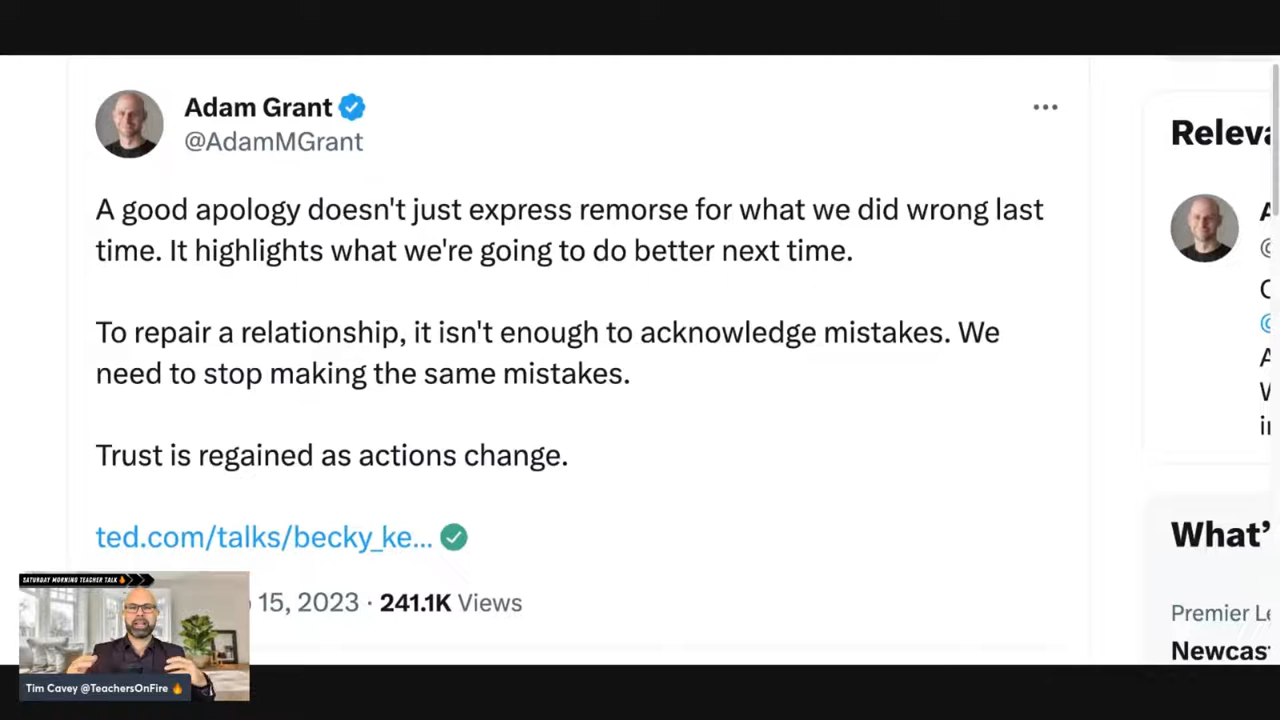 Adam Grant
@AdamMGrant
A good apology doesn't just express remorse for what we did wrong last
time. It highlights what we're going to do better next time.
To repair a relationship, it isn't enough to acknowledge mistakes. We
need to stop making the same mistakes.
Trust is regained as actions change.
ted.com/talks/becky_ke...
15, 2023 · 241.1K Views
Releva
What'
Premier Le
Newcas
SATURDAY MORNING TEACHER TALK🔥
Tim Cavey @TeachersOnFire 🔥